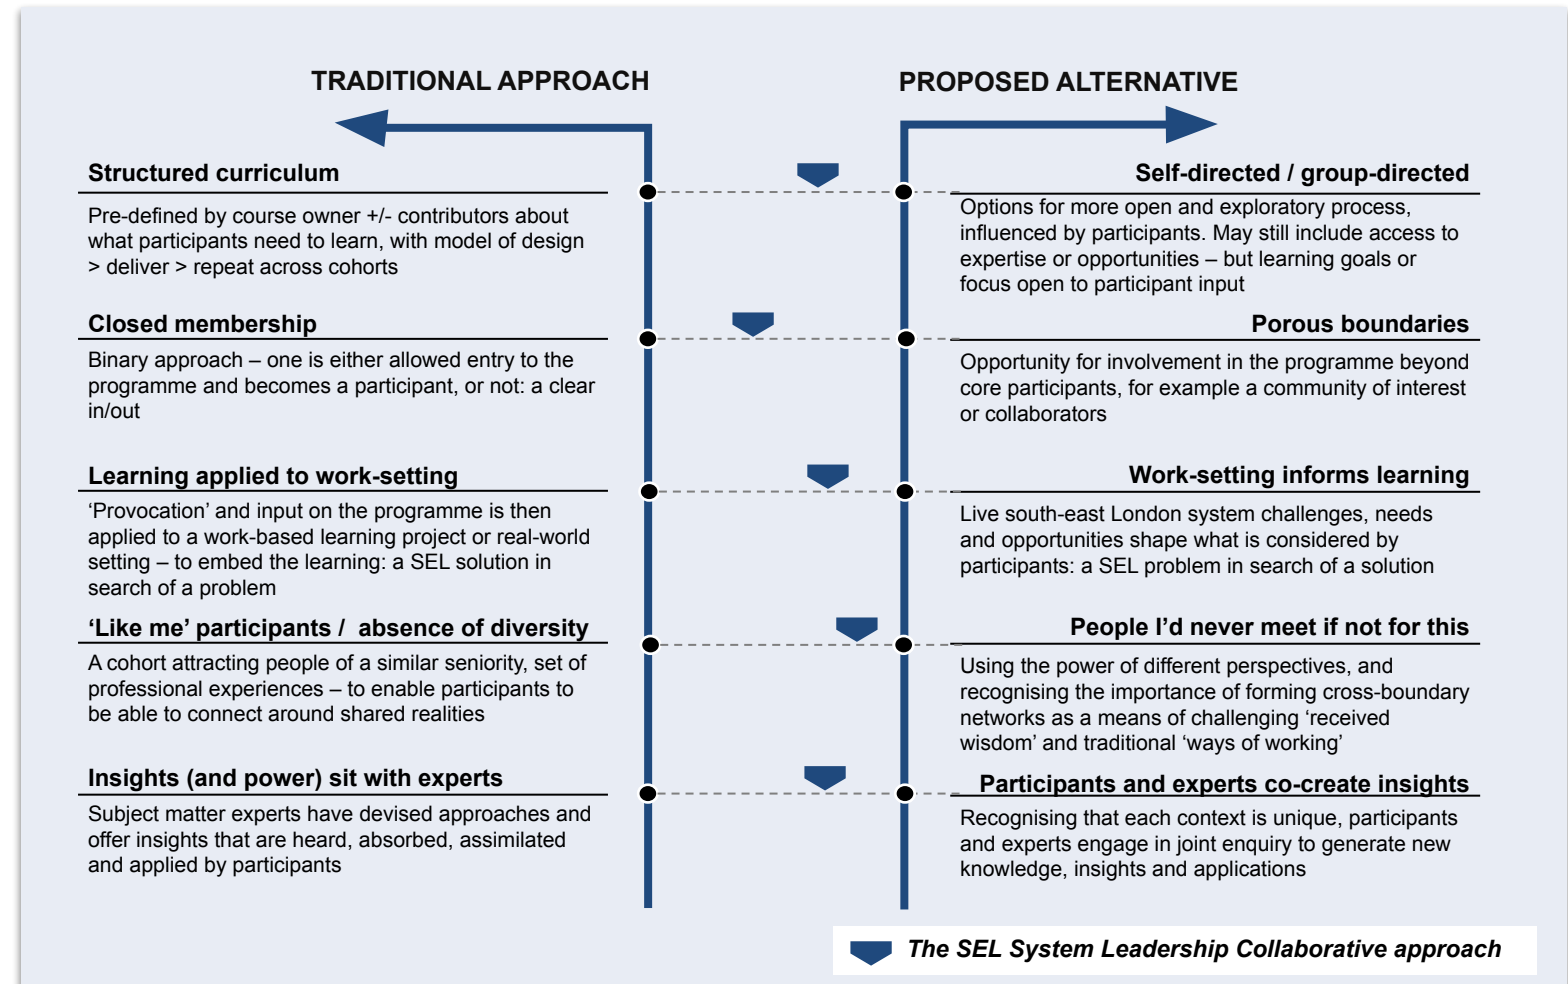 TRADITIONAL APPROACH
PROPOSED ALTERNATIVE
Structured curriculum
Pre-defined by course owner +/- contributors about
what participants need to learn, with model of design
> deliver > repeat across cohorts
Self-directed / group-directed
Options for more open and exploratory process,
influenced by participants. May still include access to
expertise or opportunities – but learning goals or
focus open to participant input
Closed membership
Binary approach – one is either allowed entry to the
programme and becomes a participant, or not: a clear
in/out
Porous boundaries
Opportunity for involvement in the programme beyond
core participants, for example a community of interest
or collaborators
Learning applied to work-setting
‘Provocation’ and input on the programme is then
applied to a work-based learning project or real-world
setting – to embed the learning: a SEL solution in
search of a problem
Work-setting informs learning
Live south-east London system challenges, needs
and opportunities shape what is considered by
participants: a SEL problem in search of a solution
‘Like me’ participants /  absence of diversity
A cohort attracting people of a similar seniority, set of
professional experiences – to enable participants to
be able to connect around shared realities
People I’d never meet if not for this
Using the power of different perspectives, and
recognising the importance of forming cross-boundary
networks as a means of challenging ‘received
wisdom’ and traditional ‘ways of working’
Insights (and power) sit with experts
Subject matter experts have devised approaches and
offer insights that are heard, absorbed, assimilated
and applied by participants
Participants and experts co-create insights
Recognising that each context is unique, participants
and experts engage in joint enquiry to generate new
knowledge, insights and applications
The SEL System Leadership Collaborative approach